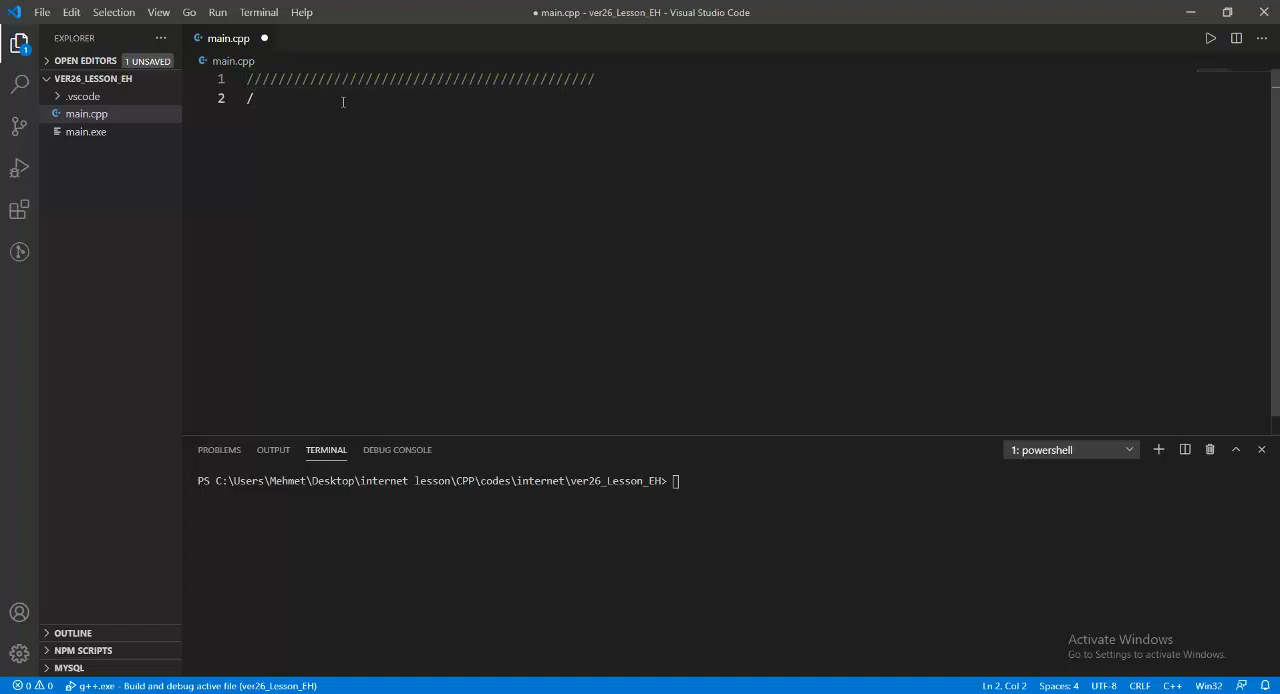 File Edit Selection View Go Run Terminal Help
● main.cpp - ver26_Lesson_EH - Visual Studio Code
EXPLORER
OPEN EDITORS 1 UNSAVED
VER26_LESSON_EH
.vscode
main.cpp
main.exe
OUTLINE
NPM SCRIPTS
MYSQL
1
main.cpp
main.cpp
1 ////////////////////////////////////////////
2 /
PROBLEMS OUTPUT TERMINAL DEBUG CONSOLE
1: powershell
PS C:\Users\Mehmet\Desktop\internet lesson\CPP\codes\internet\ver26_Lesson_EH>
Activate Windows
Go to Settings to activate Windows.
0 0 g++.exe - Build and debug active file (ver26_Lesson_EH)
Ln 2, Col 2 Spaces: 4 UTF-8 CRLF C++ Win32